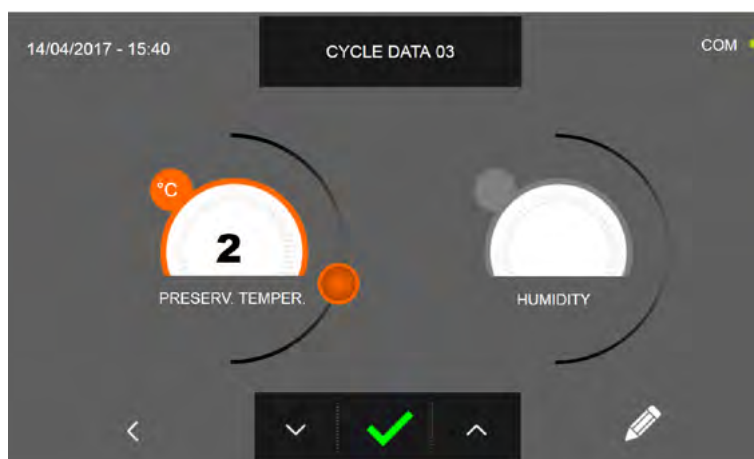 14/04/2017 - 15:40
CYCLE DATA 03
COM
°C
2
PRESERV. TEMPER.
HUMIDITY